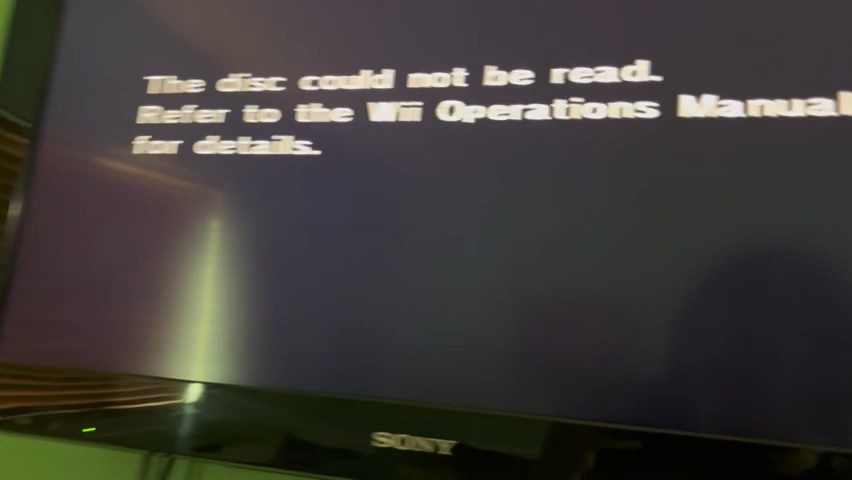 The disc could not be read.
Refer to the Wii Operations Manual
for details.
SONY